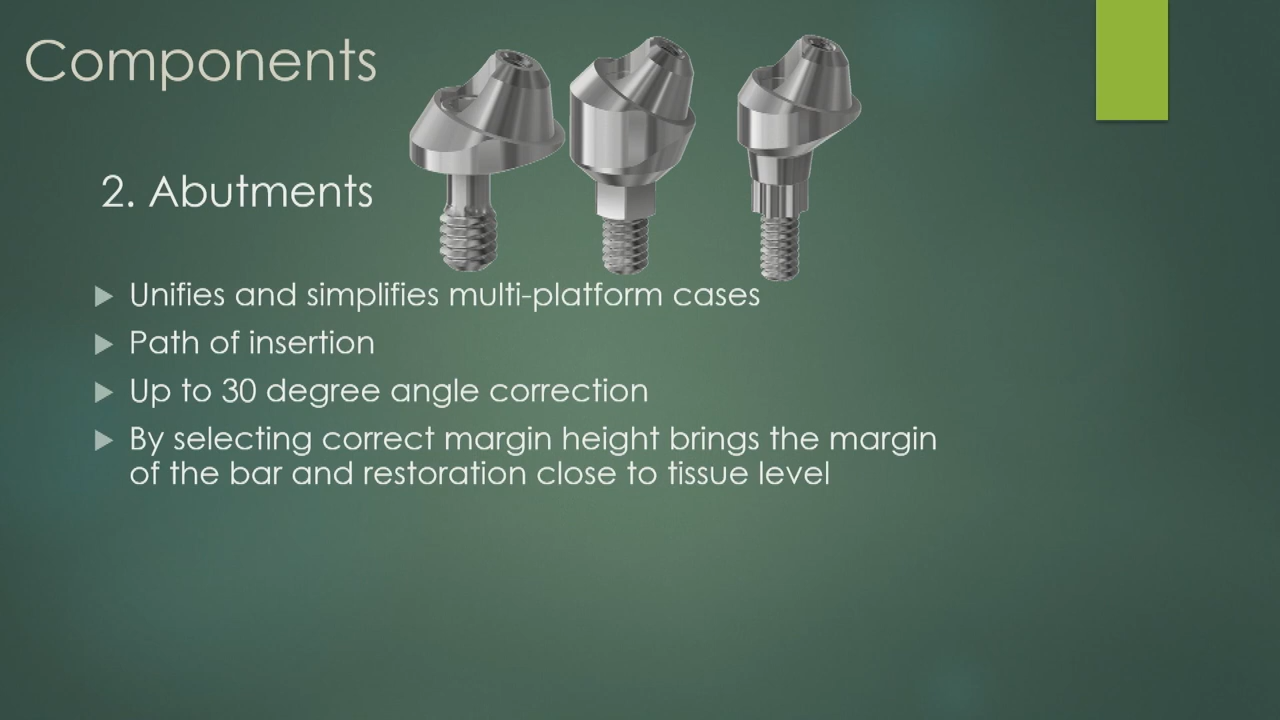 Components
2. Abutments
Unifies and simplifies multi-platform cases
Path of insertion
Up to 30 degree angle correction
By selecting correct margin height brings the margin
of the bar and restoration close to tissue level